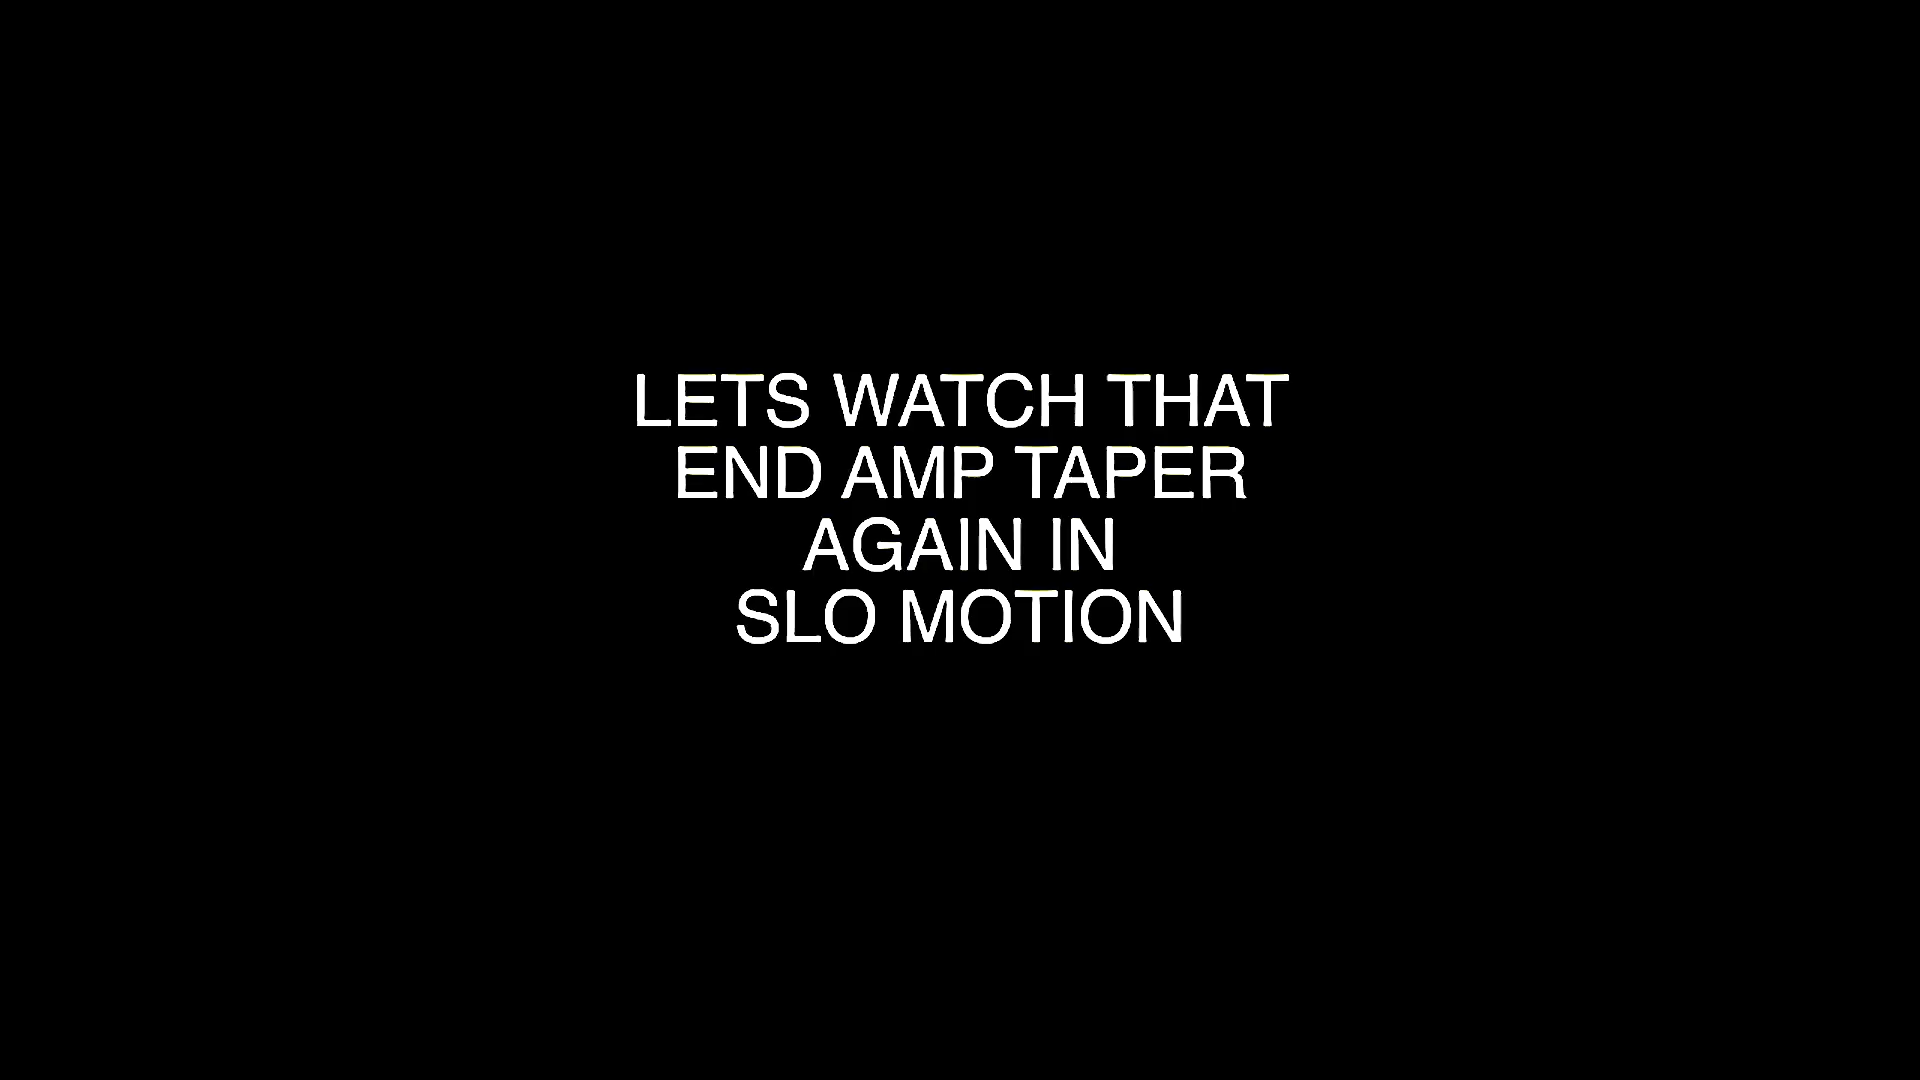 LETS WATCH THAT
END AMP TAPER
AGAIN IN
SLO MOTION